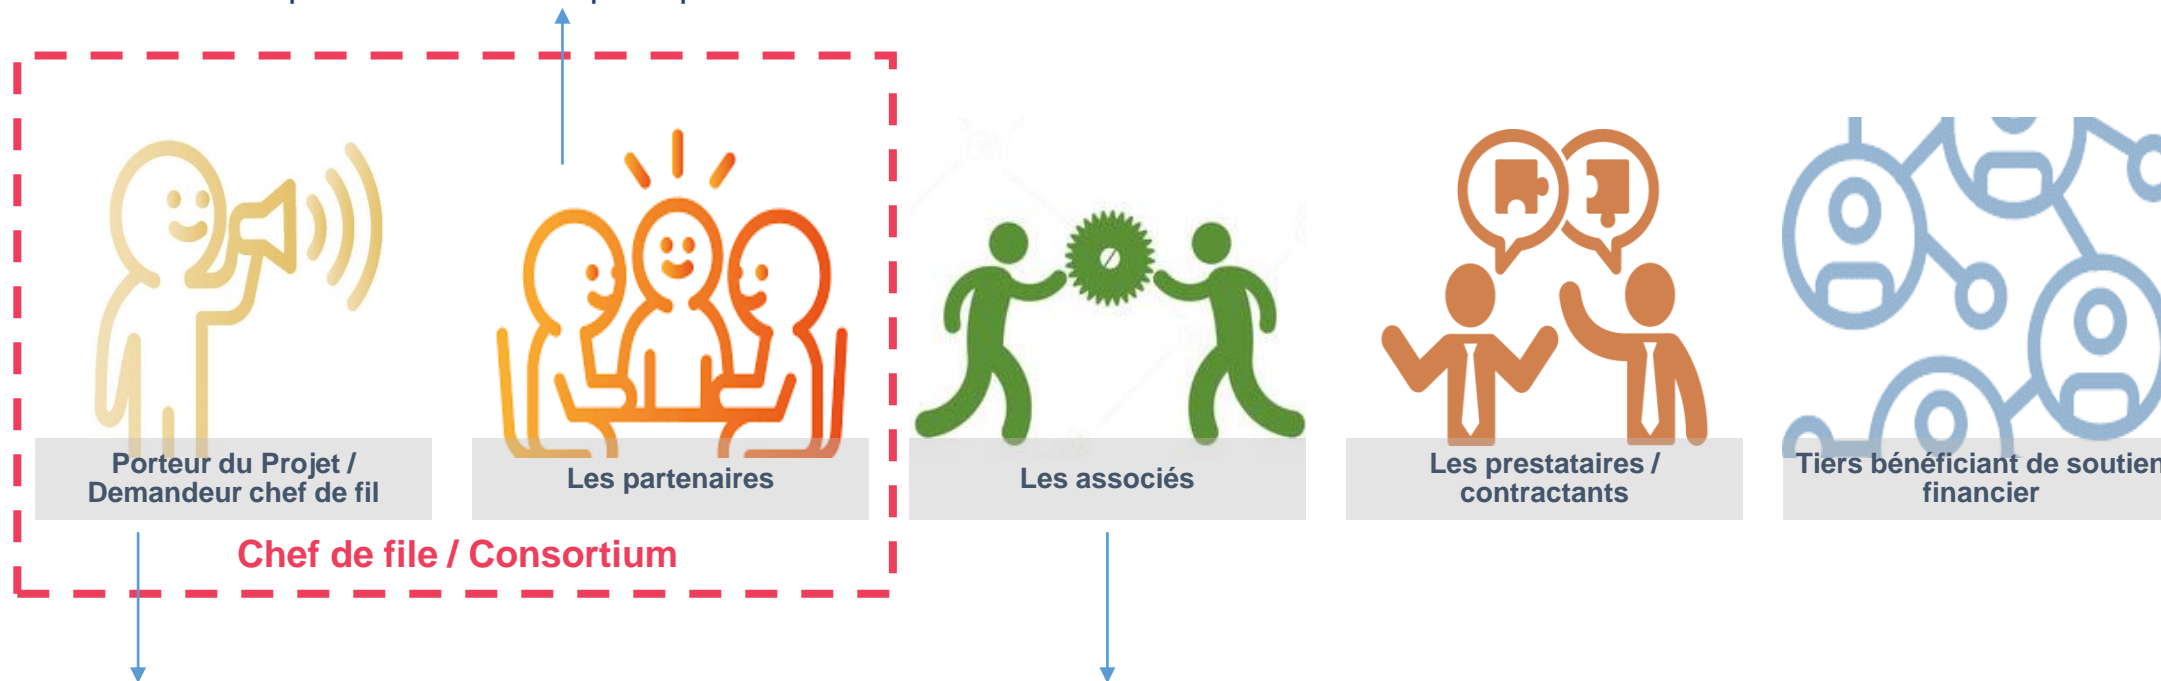 Porteur du Projet /
Demandeur chef de fil
Les partenaires
Les associés
Les prestataires /
contractants
Tiers bénéficiant de soutien
financier
Chef de file / Consortium